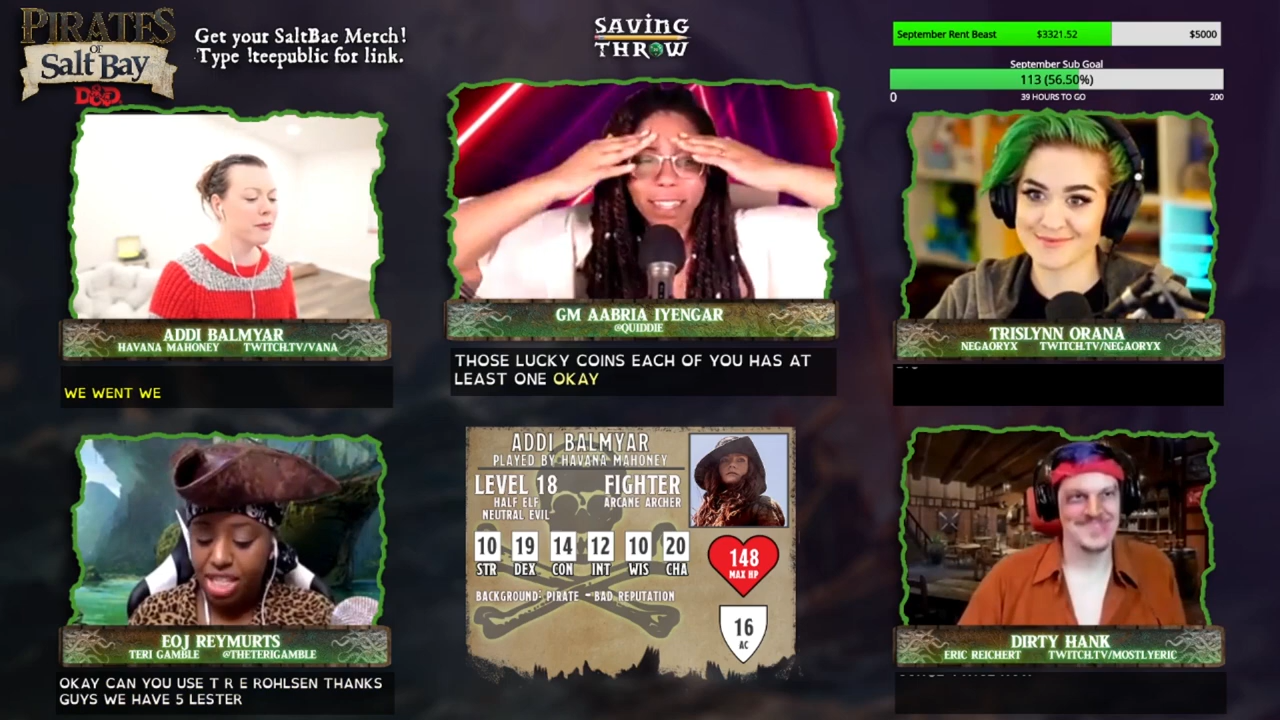 PIRATES
OF
Salt Bay
D&D
Get your SaltBae Merch!
Type !teepublic for link.
SAVING
THROW
September Rent Beast $3321.52 $5000
September Sub Goal
113 (56.50%)
0 39 HOURS TO GO 200
ADDI BALMYAR
HAVANA MAHONEY TWITCH.TV/VANA
WE WENT WE
GM AABRIA IYENGAR
@QUIDDIE
THOSE LUCKY COINS EACH OF YOU HAS AT
LEAST ONE OKAY
TRISLYNN ORANA
NEGAORYX TWITCH.TV/NEGAORYX
EOJ REYMURTS
TERI GAMBLE @THETERIGAMBLE
OKAY CAN YOU USE T R E ROHLSEN THANKS
GUYS WE HAVE 5 LESTER
ADDI BALMYAR
PLAYED BY HAVANA MAHONEY
LEVEL 18 FIGHTER
HALF ELF ARCANE ARCHER
NEUTRAL EVIL
10 19 14 12 10 20
STR DEX CON INT WIS CHA
148
MAX HP
BACKGROUND: PIRATE - BAD REPUTATION
16
AC
DIRTY HANK
ERIC REICHERT TWITCH.TV/MOSTLYERIC